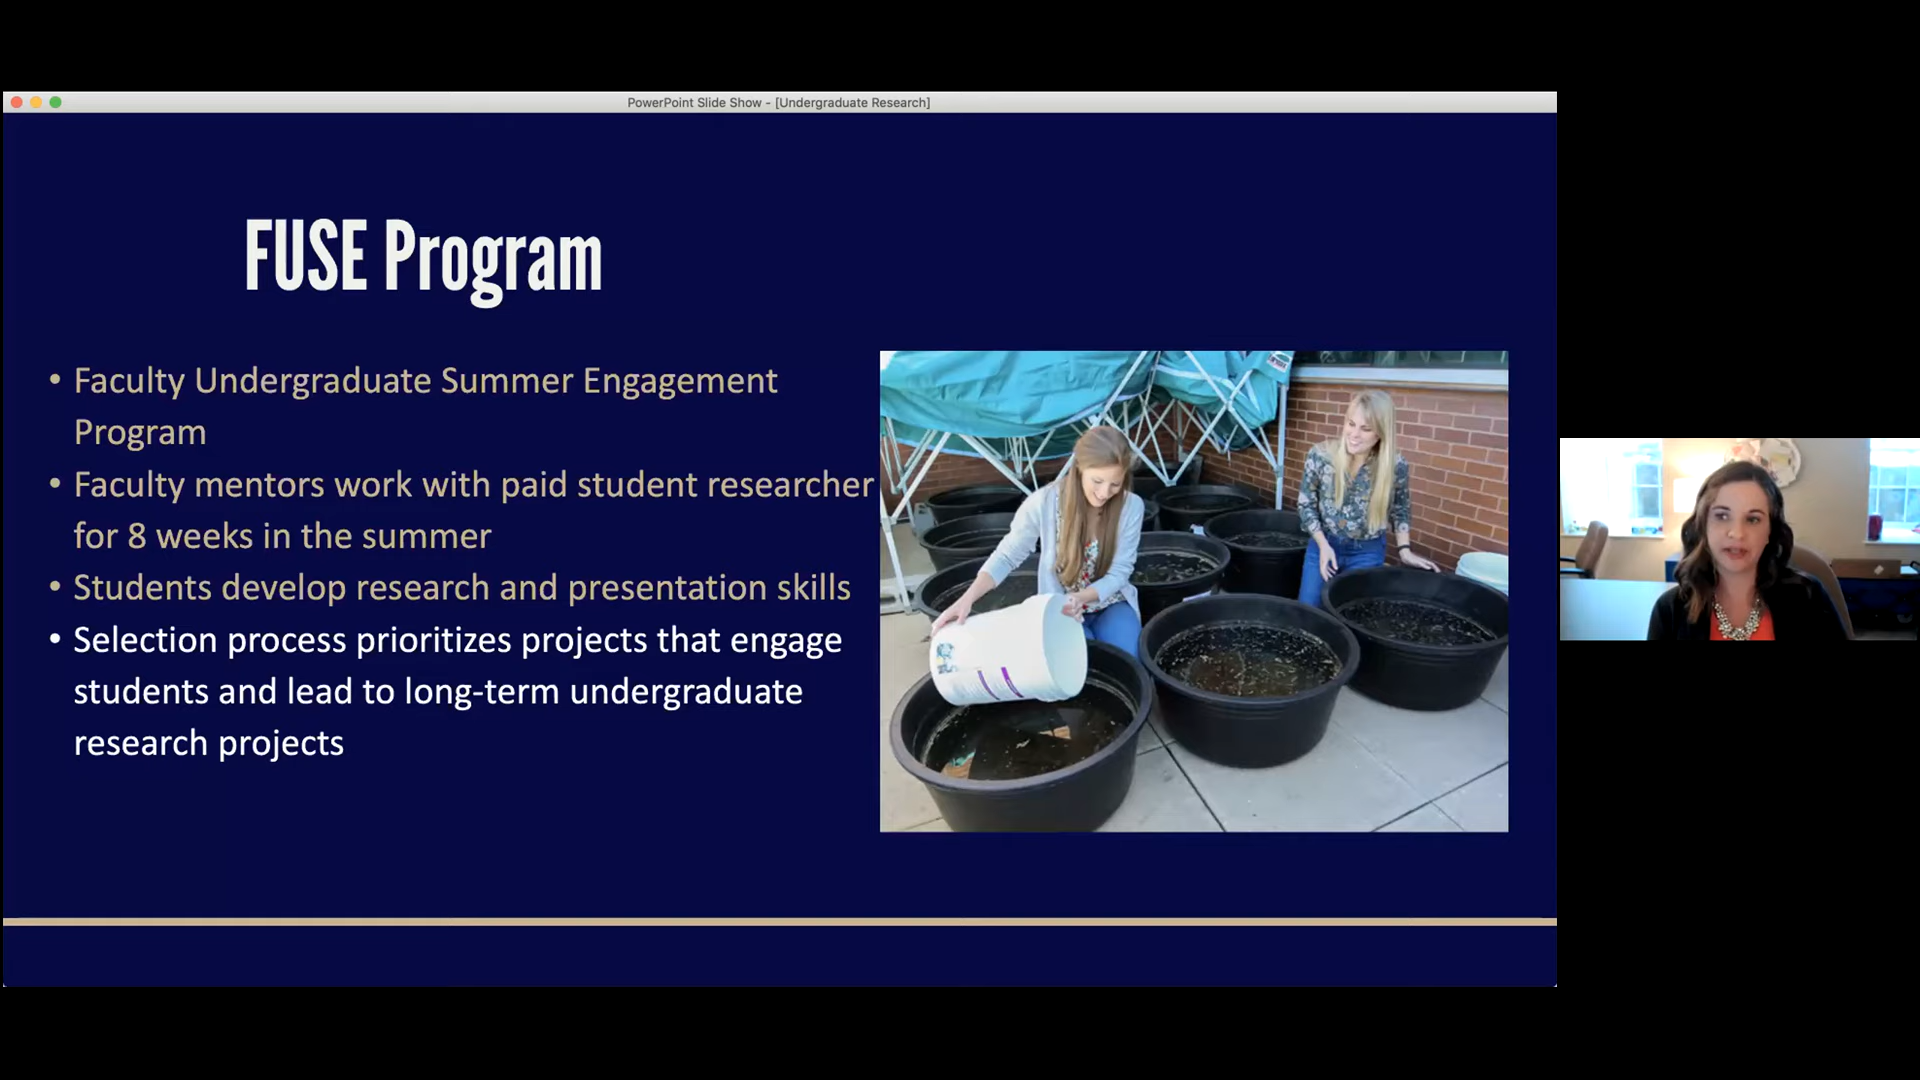 PowerPoint Slide Show - [Undergraduate Research]
FUSE Program
• Faculty Undergraduate Summer Engagement
Program
• Faculty mentors work with paid student researcher
for 8 weeks in the summer
• Students develop research and presentation skills
• Selection process prioritizes projects that engage
students and lead to long-term undergraduate
research projects